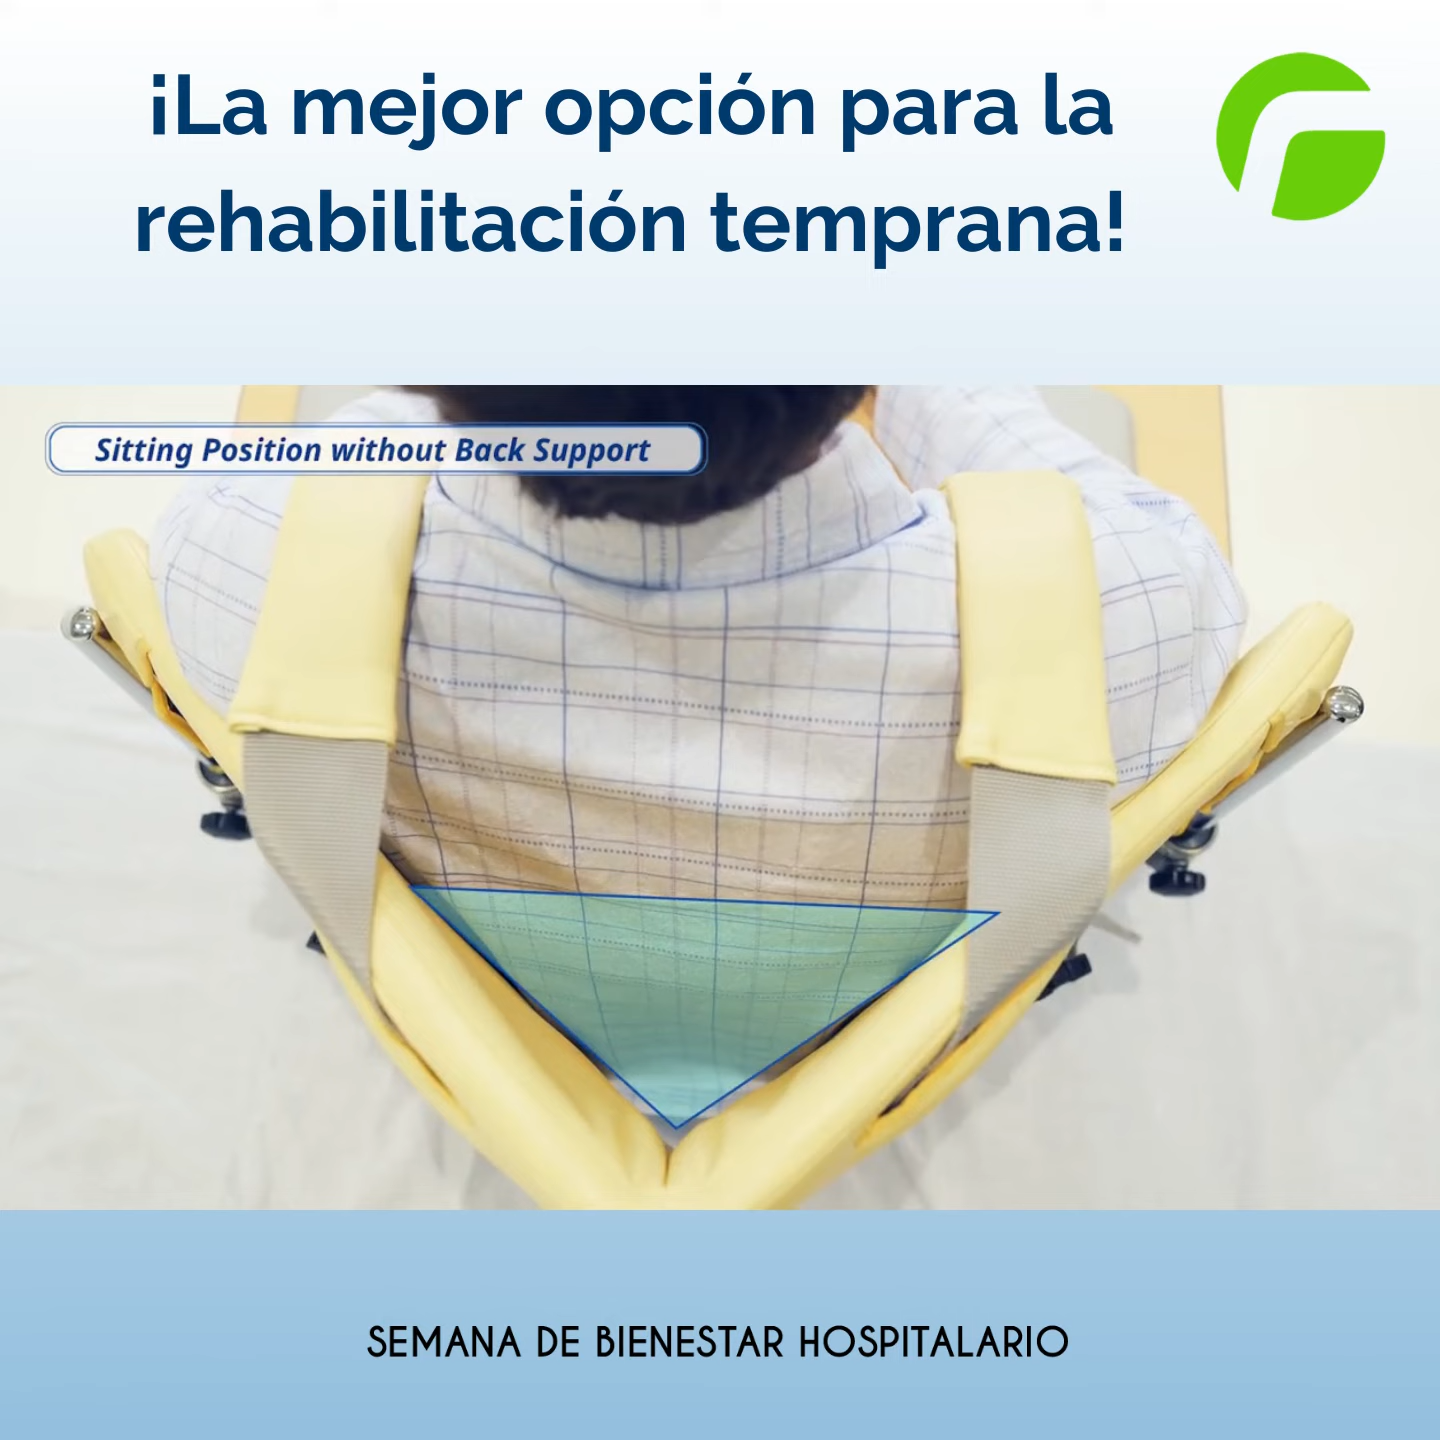 ¡La mejor opción para la
rehabilitación temprana!
Sitting Position without Back Support
SEMANA DE BIENESTAR HOSPITALARIO